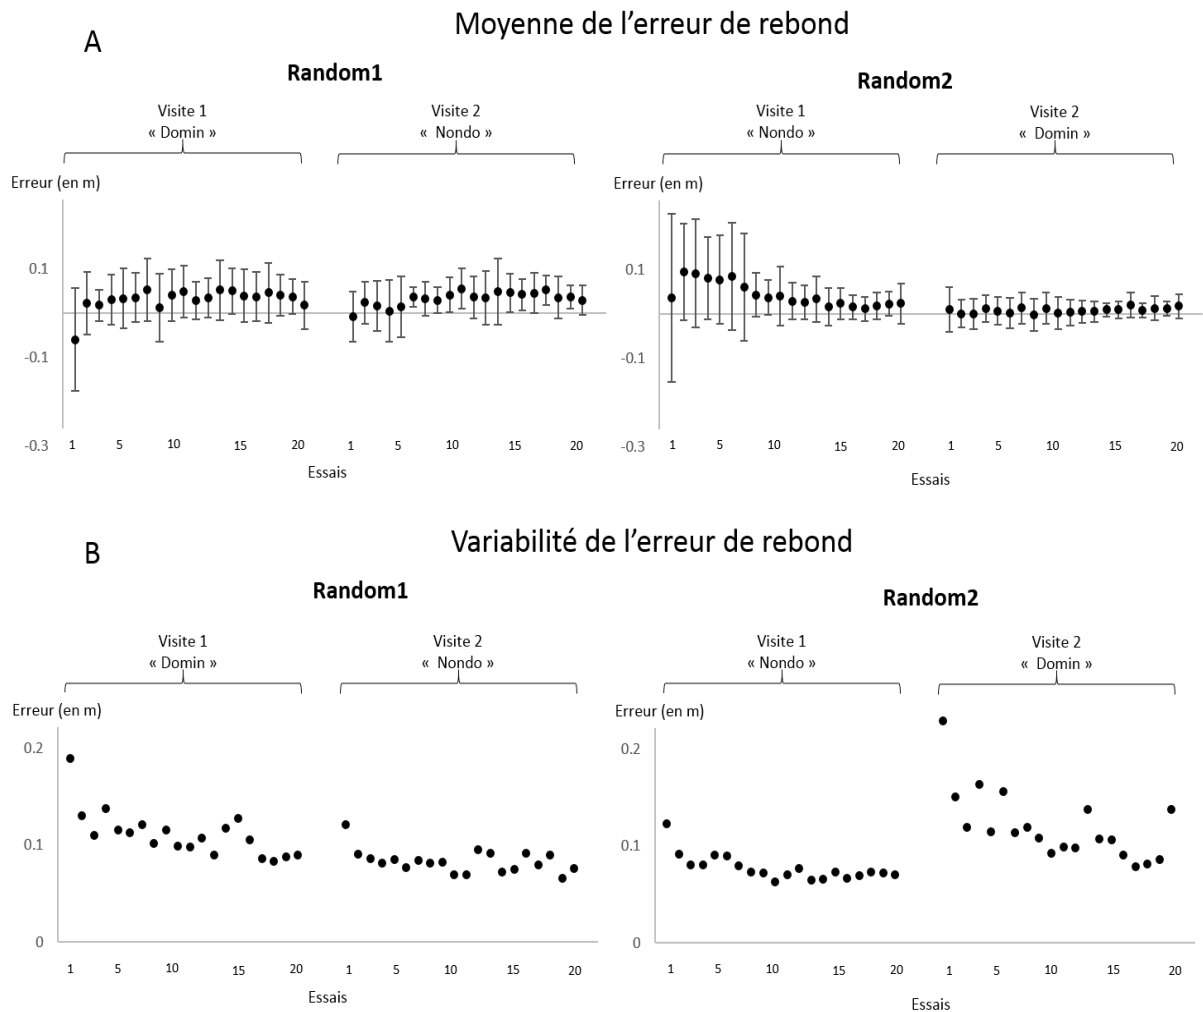 A
Moyenne de l'erreur de rebond
Random1
Random2
Visite 1
« Domin »
Visite 2
«  Nondo »
Visite 1
« Nondo »
Visite 2
« Domin »
Erreur (en m)
Erreur (en m)
0.1
-0.1
-0.3
0.1
-0.1
-0.3
1 5 10 15 20 1 5 10 15 20
1 5 10 15 20 1 5 10 15 20
Essais
Essais
B
Variabilité de l'erreur de rebond
Random1
Random2
Visite 1
« Domin »
Visite 2
«  Nondo »
Visite 1
« Nondo »
Visite 2
« Domin »
Erreur (en m)
Erreur (en m)
0.2
0.1
0
0.2
0.1
0
1 5 10 15 20 1 5 10 15 20
1 5 10 15 20 1 5 10 15 20
Essais
Essais